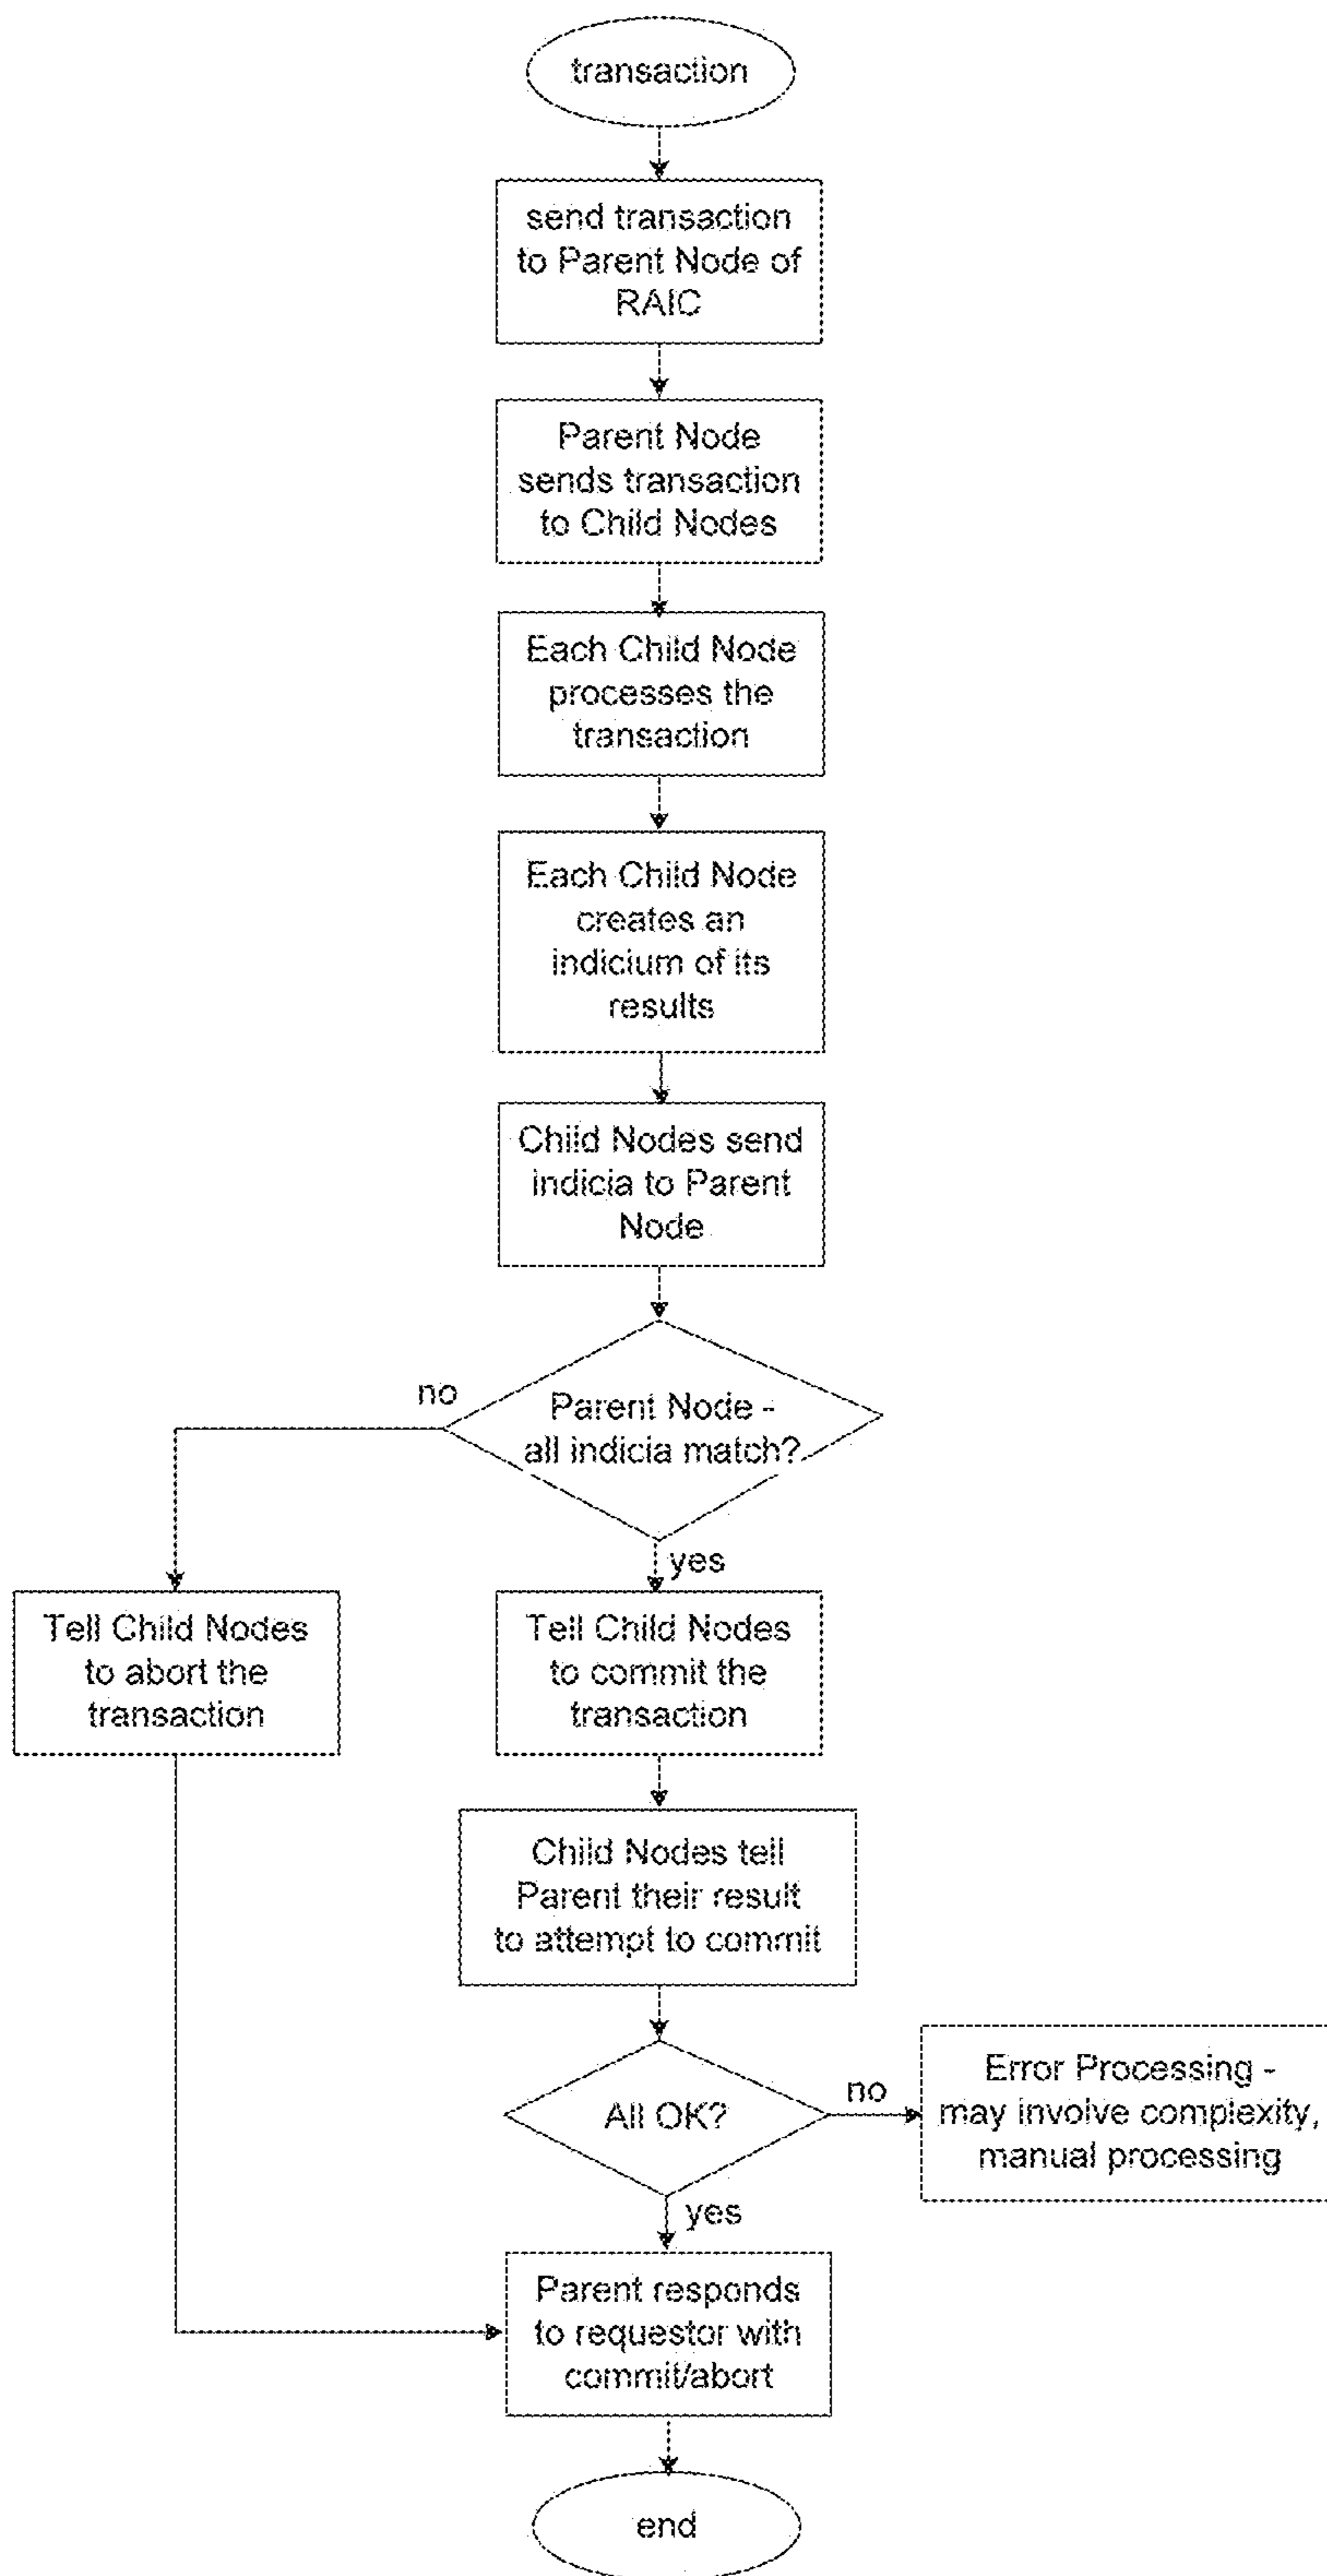 transaction
send transaction
to Parent Node of
RAIC
Parent Node
sends transaction
to Child Nodes
Each Child Node
processes the
transaction
Each Child Node
creates an
indicium of its
results
Child Nodes send
indicia to Parent
Node
no
Parent Node -
all indicia match?
yes
Tell Child Nodes
to abort the
transaction
Tell Child Nodes
to commit the
transaction
Child Nodes tell
Parent their result
to attempt to commit
All OK?
no
Error Processing -
may involve complexity,
manual processing
yes
Parent responds
to requestor with
commit/abort
end